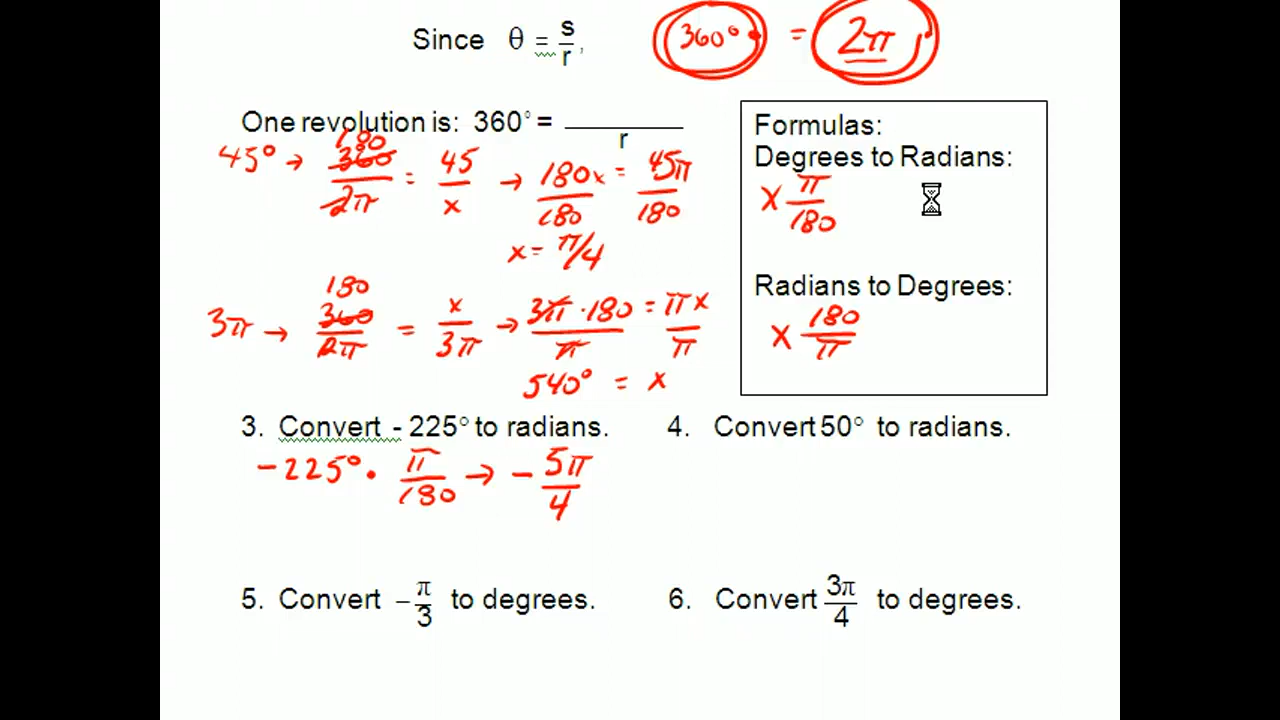 Since θ = s/r, 360° = 2π
One revolution is: 360° = ____ / r
45° → 180 360/2π = 45/x → 180x/180 = 45π/180
x = π/4
3π → 180 360/2π = x/3π → 3π·180/π = πx/π
540° = x
Formulas:
Degrees to Radians:
x π/180
Radians to Degrees:
x 180/π
3. Convert - 225° to radians.
-225° · π/180 → - 5π/4
4. Convert 50° to radians.
5. Convert -π/3 to degrees.
6. Convert 3π/4 to degrees.